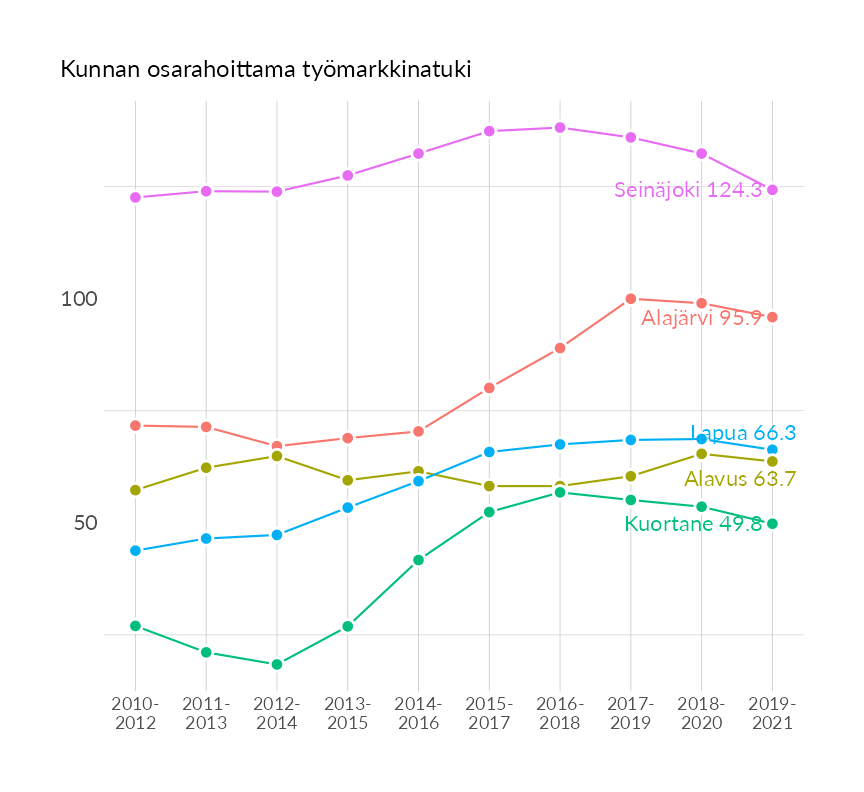 Kunnan osarahoittama työmarkkinatuki
Seinäjoki 124.3
100
Alajärvi 95.9
Lapua 66.3
Alavus 63.7
50
Kuortane 49.8
2010- 2011- 2012- 2013- 2014- 2015- 2016- 2017- 2018- 2019-
2012 2013 2014 2015 2016 2017 2018 2019 2020 2021